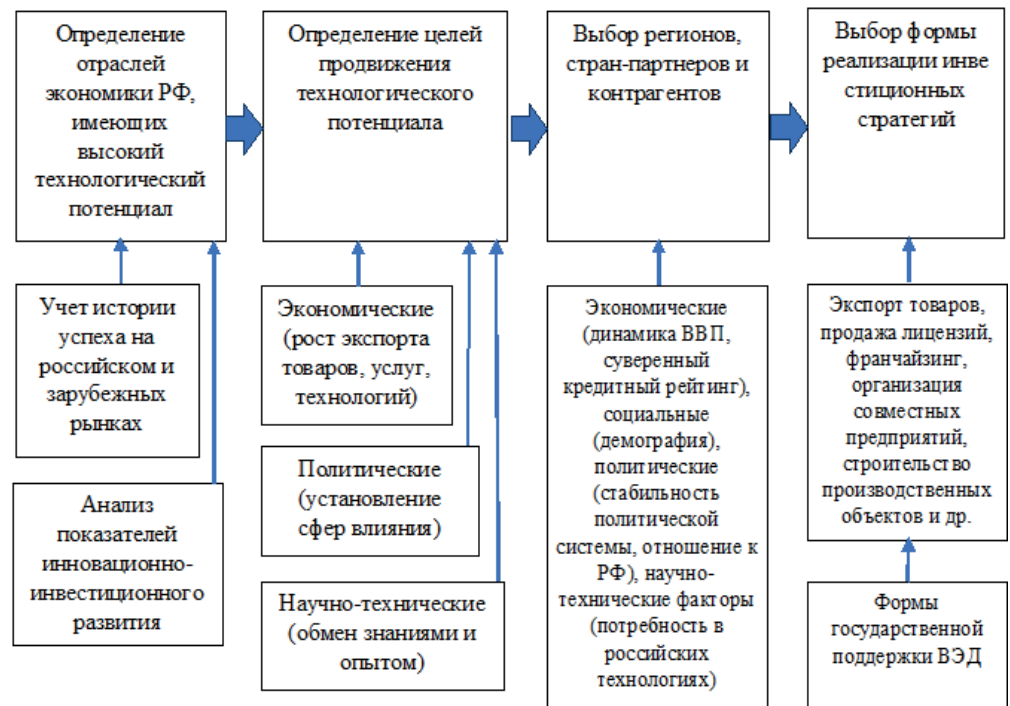 Определение
отраслей
экономики РФ,
имеющих
высокий
технологический
потенциал
Определение целей
продвижения
технологического
потенциала
Выбор регионов,
стран-партнеров и
контрагентов
Выбор формы
реализации инве
стиционных
стратегий
Учет истории
успеха на
российском и
зарубежных
рынках
Анализ
показателей
инновационно-
инвестиционного
развития
Экономические
(рост экспорта
товаров, услуг,
технологий)
Политические
(установление
сфер влияния)
Научно-технические
(обмен знаниями и
опытом)
Экономические
(динамика ВВП,
суверенный
кредитный рейтинг),
социальные
(демография),
политические
(стабильность
политической
системы, отношение к
РФ), научно-
технические факторы
(потребность в
российских
технологиях)
Экспорт товаров,
продажа лицензий,
франчайзинг,
организация
совместных
предприятий,
строительство
производственных
объектов и др.
Формы
государственной
поддержки ВЭД